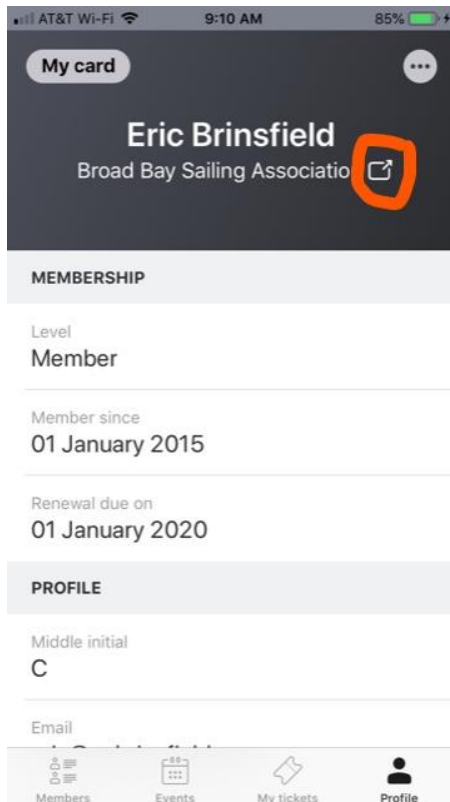 AT&T Wi-Fi 9:10 AM 85%
My card
Eric Brinsfield
Broad Bay Sailing Associatio
MEMBERSHIP
Level
Member
Member since
01 January 2015
Renewal due on
01 January 2020
PROFILE
Middle initial
C
Email
Members Events My tickets Profile